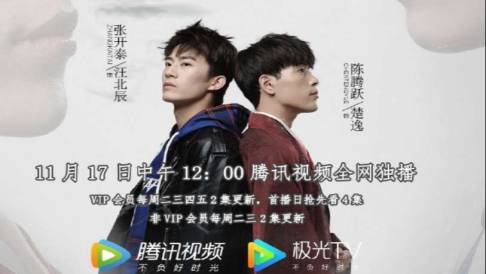 张开泰
ZHANGKAITAI
饰
汪北辰
陈腾跃
饰
楚逸
11月17日中午12：00腾讯视频全网独播
VIP会员每周二三四五2集更新，首播日抢先看4集
非VIP会员每周二三2集更新
腾讯视频
不负好时光
极光TV
不负好时光